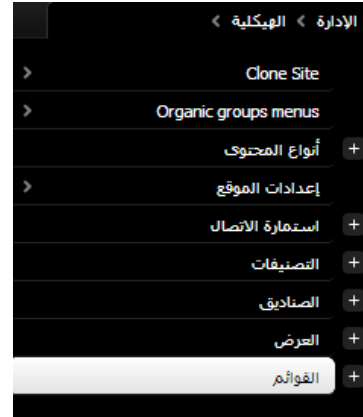 الإدارة > الهيكلية >
Clone Site
Organic groups menus
أنواع المحتوى
إعدادات الموقع
استمارة الاتصال
التصنيفات
الصناديق
العرض
القوائم